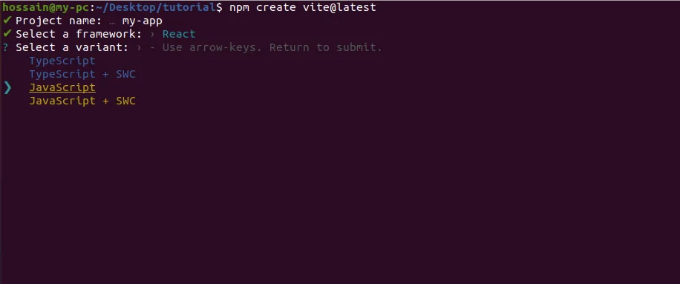 hossain@my-pc:~/Desktop/tutorial$ npm create vite@latest
✔ Project name: … my-app
✔ Select a framework: › React
? Select a variant: › - Use arrow-keys. Return to submit.
TypeScript
TypeScript + SWC
❯ JavaScript
JavaScript + SWC